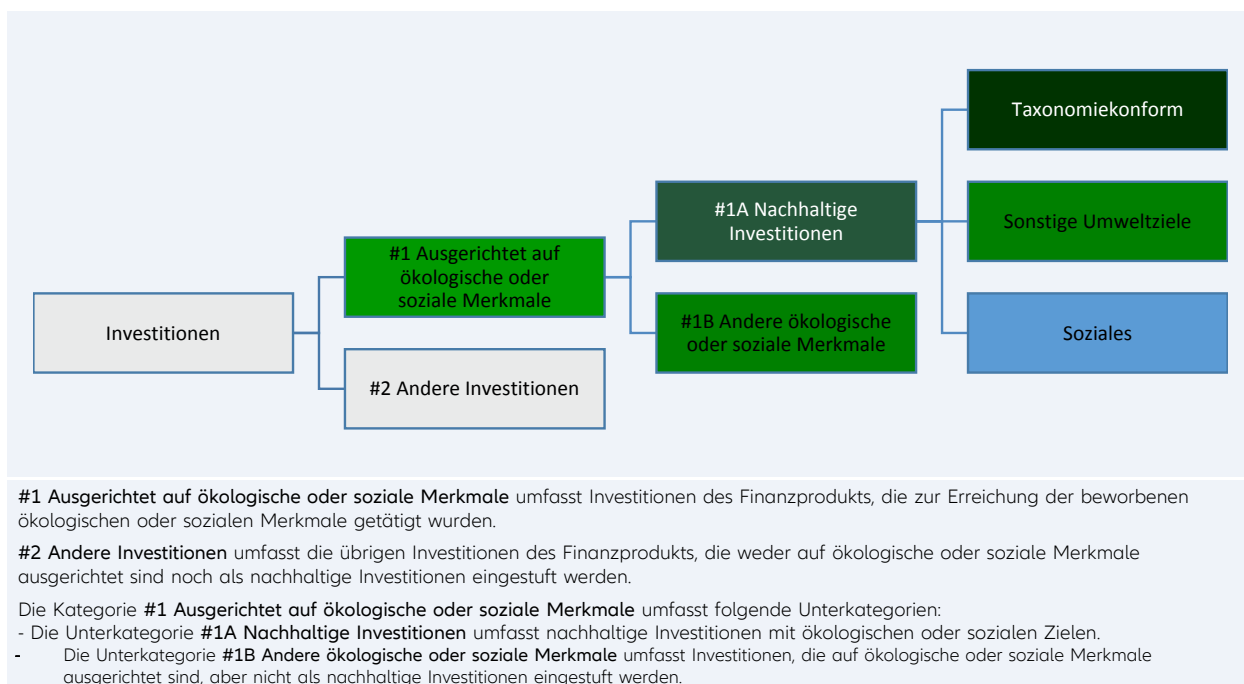 Taxonomiekonform
#1A Nachhaltige
Investitionen
Sonstige Umweltziele
#1 Ausgerichtet auf
ökologische oder
soziale Merkmale
Investitionen
#1B Andere ökologische
oder soziale Merkmale
Soziales
#2 Andere Investitionen
#1 Ausgerichtet auf ökologische oder soziale Merkmale umfasst Investitionen des Finanzprodukts, die zur Erreichung der beworbenen
ökologischen oder sozialen Merkmale getätigt wurden.
#2 Andere Investitionen umfasst die übrigen Investitionen des Finanzprodukts, die weder auf ökologische oder soziale Merkmale
ausgerichtet sind noch als nachhaltige Investitionen eingestuft werden.
Die Kategorie #1 Ausgerichtet auf ökologische oder soziale Merkmale umfasst folgende Unterkategorien:
- Die Unterkategorie #1A Nachhaltige Investitionen umfasst nachhaltige Investitionen mit ökologischen oder sozialen Zielen.
- Die Unterkategorie #1B Andere ökologische oder soziale Merkmale umfasst Investitionen, die auf ökologische oder soziale Merkmale
ausgerichtet sind, aber nicht als nachhaltige Investitionen eingestuft werden.